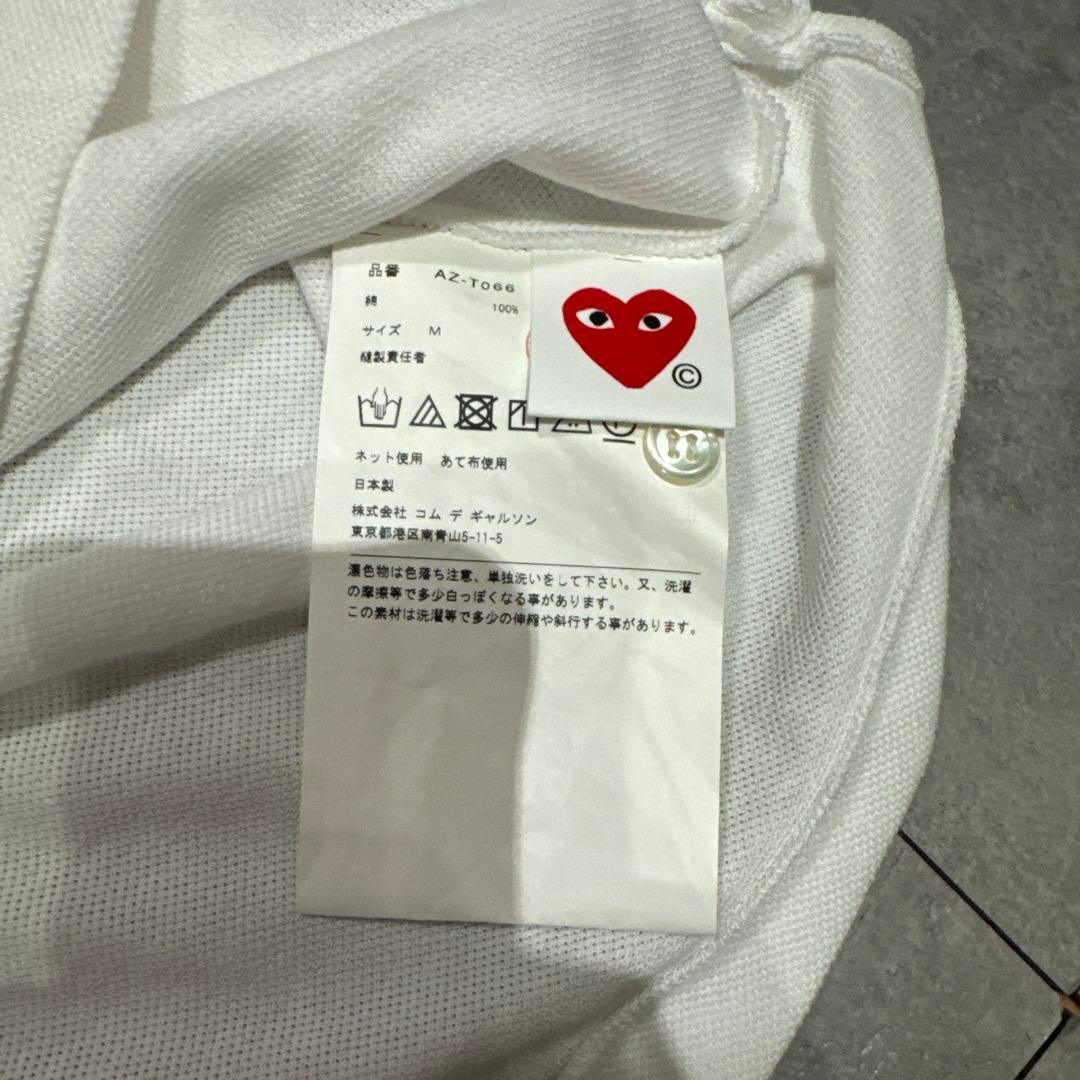 品番 AZ-T066
綿 100%
サイズ M
縫製責任者
©
ネット使用 あて布使用
日本製
株式会社 コム デ ギャルソン
東京都港区南青山5-11-5
濃色物は色落ち注意、単独洗いをして下さい。又、洗濯
の摩擦等で多少白っぽくなる事があります。
この素材は洗濯等で多少の伸縮や斜行する事があります。